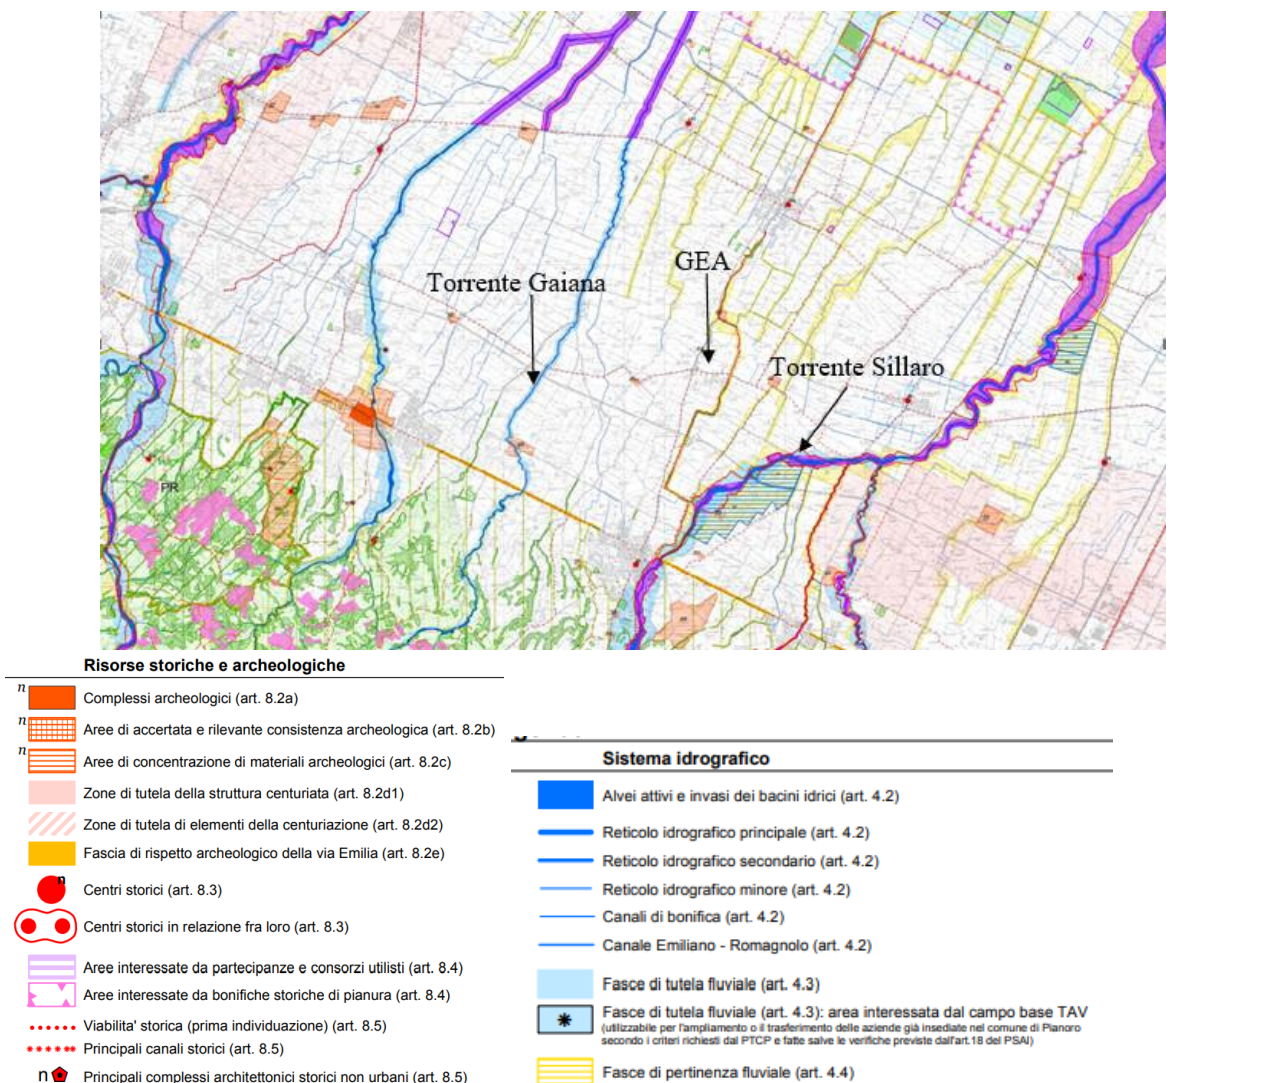 Torrente Gaiana
GEA
Torrente Sillaro
PR
Risorse storiche e archeologiche
n
Complessi archeologici (art. 8.2a)
n
Aree di accertata e rilevante consistenza archeologica (art. 8.2b)
n
Aree di concentrazione di materiali archeologici (art. 8.2c)
Zone di tutela della struttura centuriata (art. 8.2d1)
Zone di tutela di elementi della centuriazione (art. 8.2d2)
Fascia di rispetto archeologico della via Emilia (art. 8.2e)
n
Centri storici (art. 8.3)
Centri storici in relazione fra loro (art. 8.3)
Aree interessate da partecipanze e consorzi utilisti (art. 8.4)
Aree interessate da bonifiche storiche di pianura (art. 8.4)
Viabilita' storica (prima individuazione) (art. 8.5)
Principali canali storici (art. 8.5)
n Principali complessi architettonici storici non urbani (art. 8.5)
Sistema idrografico
Alvei attivi e invasi dei bacini idrici (art. 4.2)
Reticolo idrografico principale (art. 4.2)
Reticolo idrografico secondario (art. 4.2)
Reticolo idrografico minore (art. 4.2)
Canali di bonifica (art. 4.2)
Canale Emiliano - Romagnolo (art. 4.2)
Fasce di tutela fluviale (art. 4.3)
Fasce di tutela fluviale (art. 4.3): area interessata dal campo base TAV
(utilizzabile per l'ampliamento o il trasferimento delle aziende già insediate nel comune di Pianoro
secondo i criteri richiesti dal PTCP e fatte salve le verifiche previste dall'art.18 del PSAI)
Fasce di pertinenza fluviale (art. 4.4)